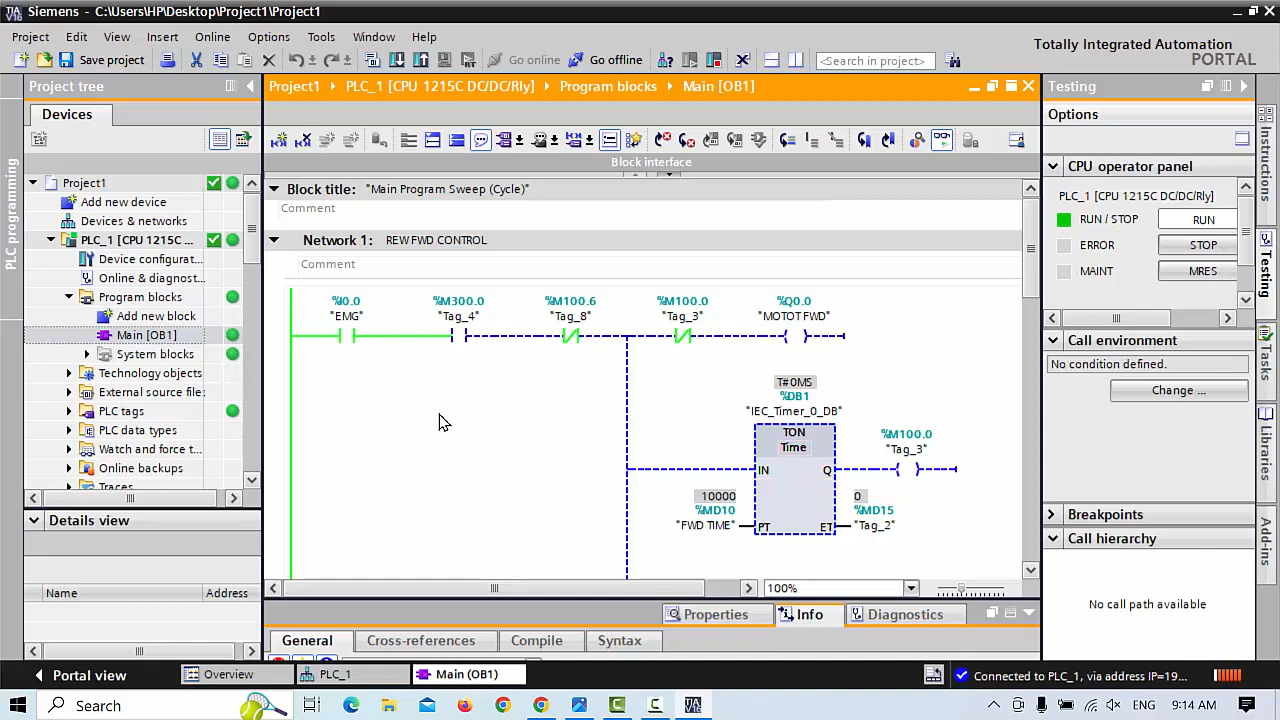 Siemens - C:\Users\HP\Desktop\Project1\Project1
Project Edit View Insert Online Options Tools Window Help
Totally Integrated Automation
PORTAL
Save project
Go online
Go offline
<Search in project>
Project tree
Project1 PLC_1 [CPU 1215C DC/DC/Rly] Program blocks Main [OB1]
Testing
Devices
Options
PLC programming
Block interface
CPU operator panel
Project1
Add new device
Devices & networks
PLC_1 [CPU 1215C ...
Device configurat...
Online & diagnost...
Program blocks
Add new block
Main [OB1]
System blocks
Technology objects
External source file:
PLC tags
PLC data types
Watch and force t
Online backups
Traces
Block title: "Main Program Sweep (Cycle)"
Comment
Network 1: REW FWD CONTROL
Comment
%I0.0 %M300.0 %M100.6 %M100.0 %Q0.0
"EMG" "Tag_4" "Tag_8" "Tag_3" "MOTOT FWD"
T#0MS
%DB1
"IEC_Timer_0_DB"
TON
Time
%M100.0
"Tag_3"
IN Q
10000
%MD10
"FWD TIME" PT
0
%MD15
ET "Tag_2"
100%
PLC_1 [CPU 1215C DC/DC/Rly]
RUN / STOP RUN
ERROR STOP
MAINT MRES
Call environment
No condition defined.
Change ...
Breakpoints
Call hierarchy
No call path available
Instructions
Testing
Tasks
Libraries
Add-ins
Details view
Name Address
Properties Info Diagnostics
General Cross-references Compile Syntax
Portal view Overview PLC_1 Main (OB1)
Connected to PLC_1, via address IP=19...
Search
ENG 9:14 AM